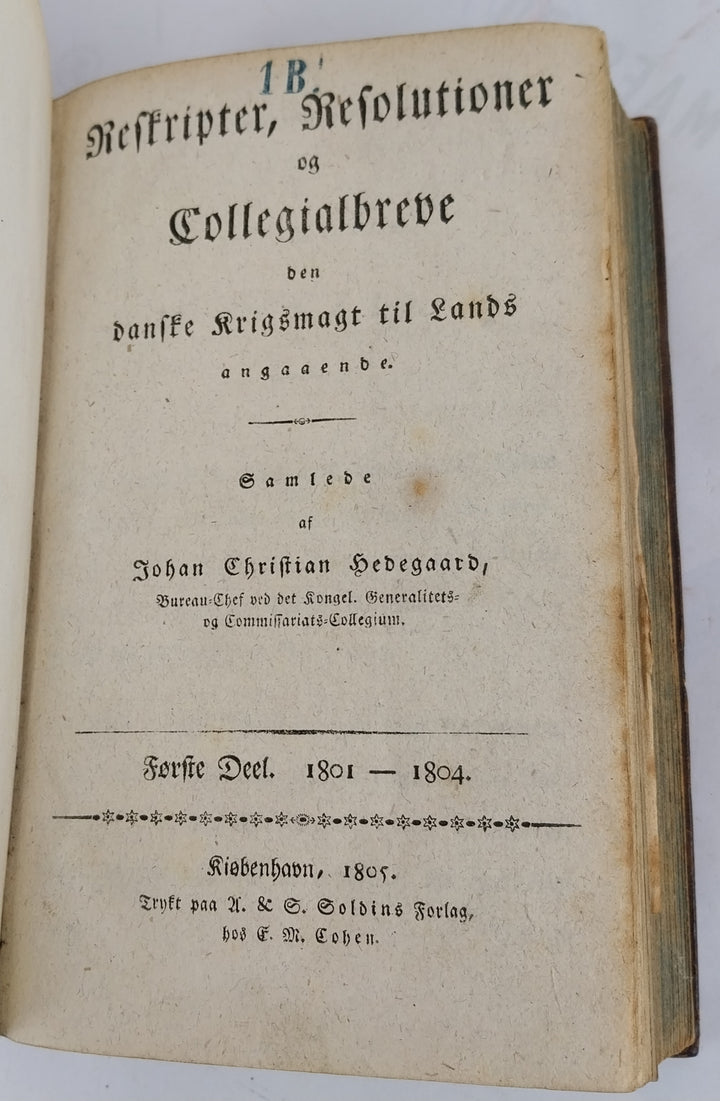 1B.
Reskripter, Resolutioner
og
Collegialbreve
den
danske Krigsmagt til Lands
angaaende.
Samlede
af
Johan Christian Hedegaard,
Bureau-Chef ved det Kongel. Generalitets-
og Commissariats-Collegium.
Første Deel. 1801 — 1804.
Kiøbenhavn, 1805.
Trykt paa A. & S. Soldins Forlag,
hos E. M. Cohen.